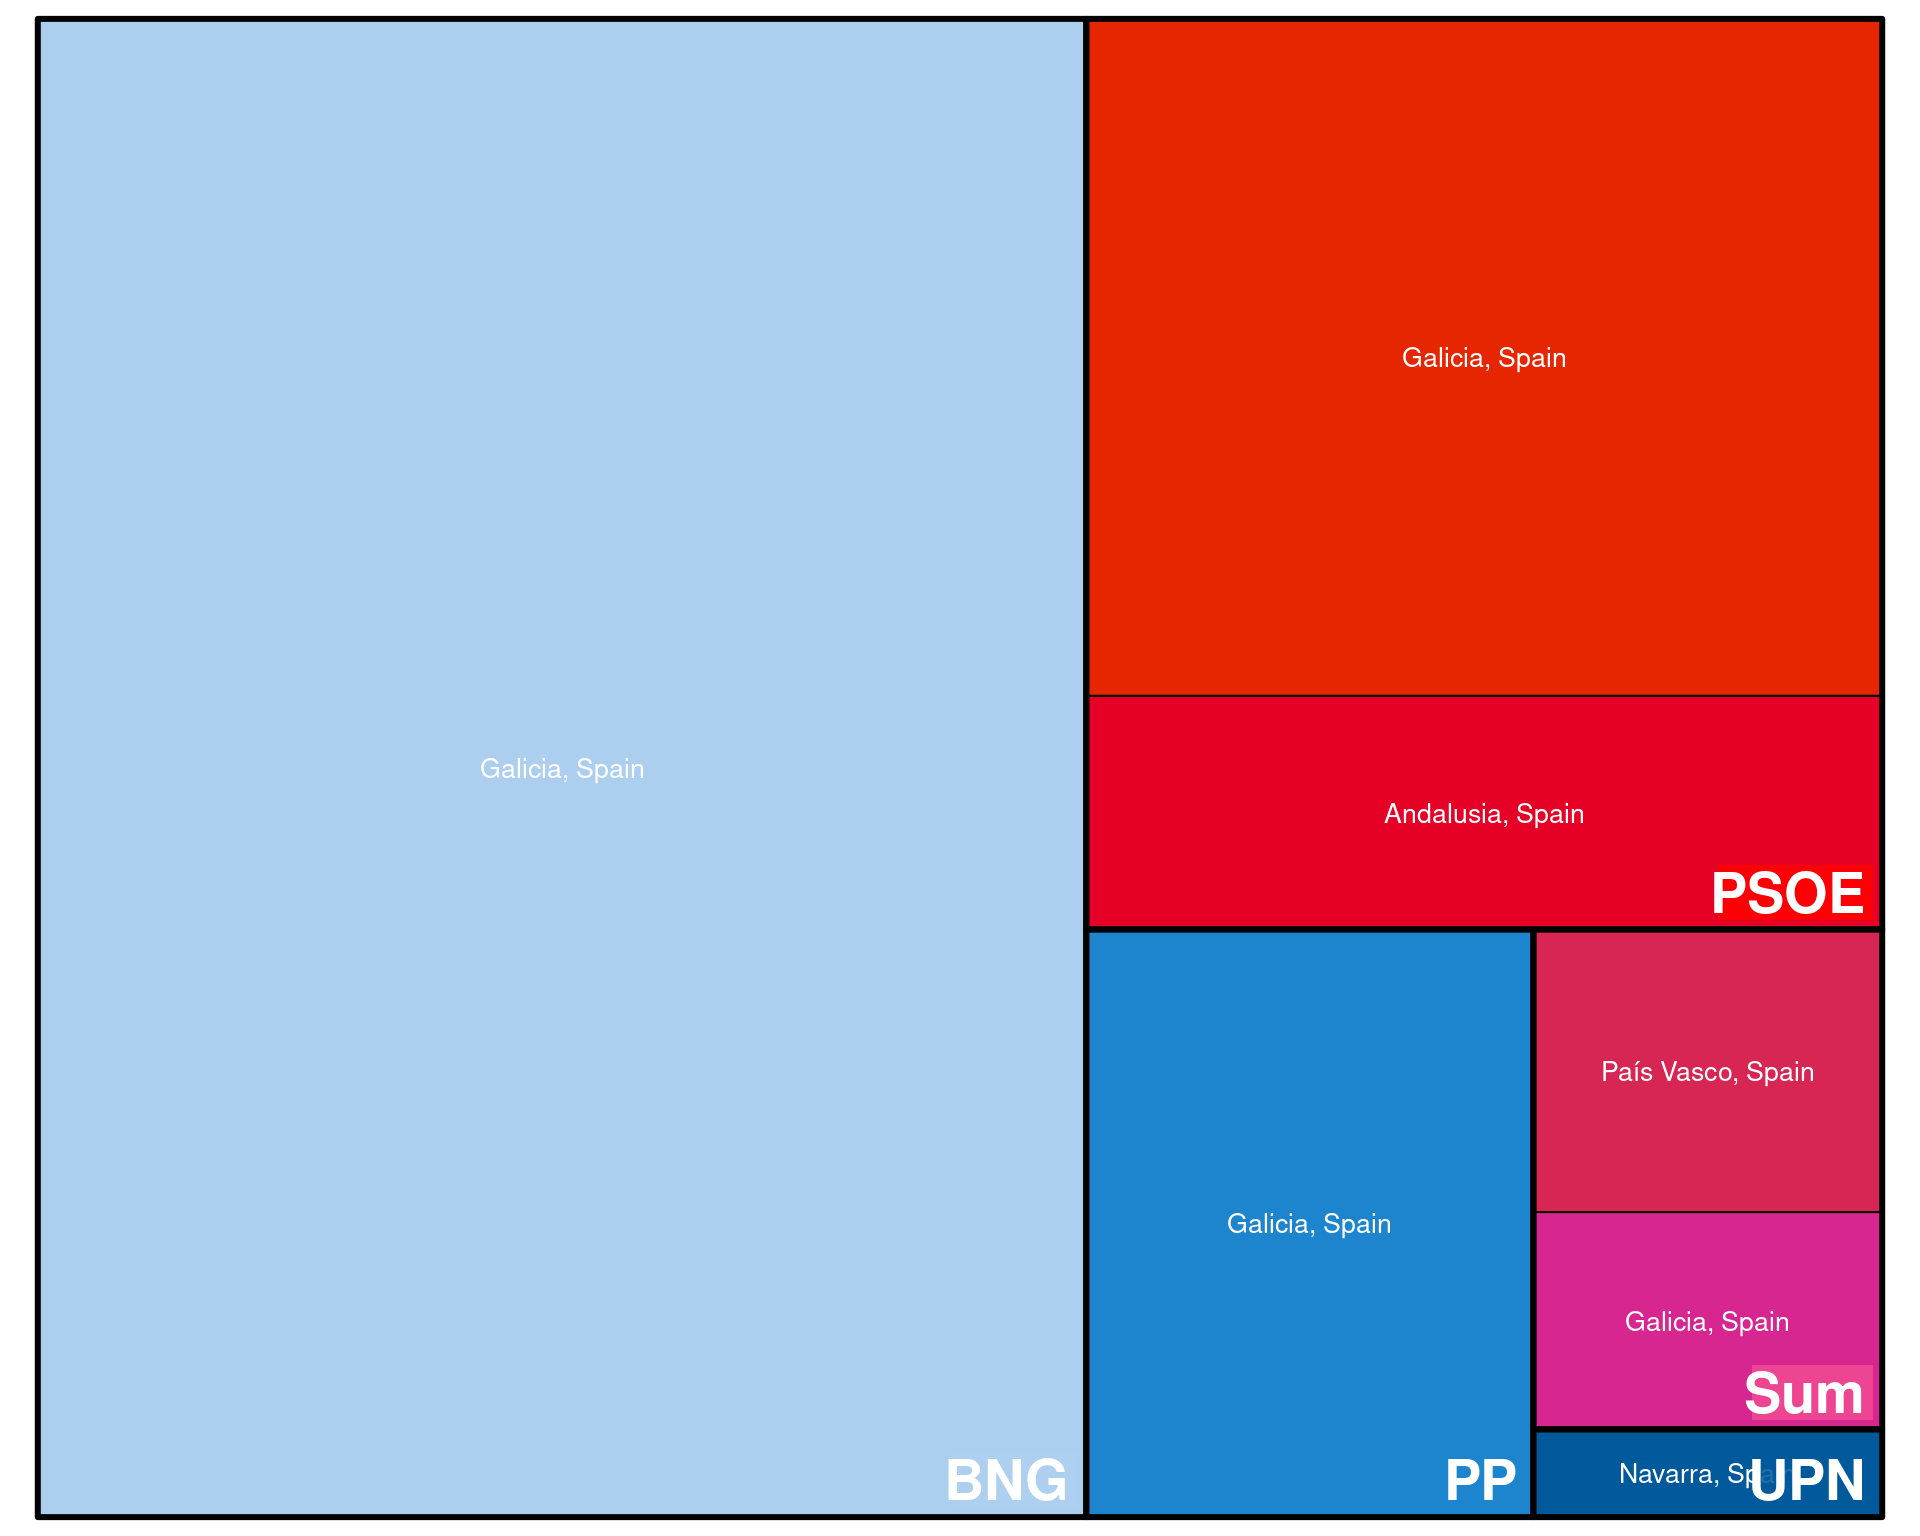 Galicia, Spain
BNG
Galicia, Spain
Andalusia, Spain
PSOE
Galicia, Spain
PP
País Vasco, Spain
Galicia, Spain
Sum
Navarra, Spain
UPN